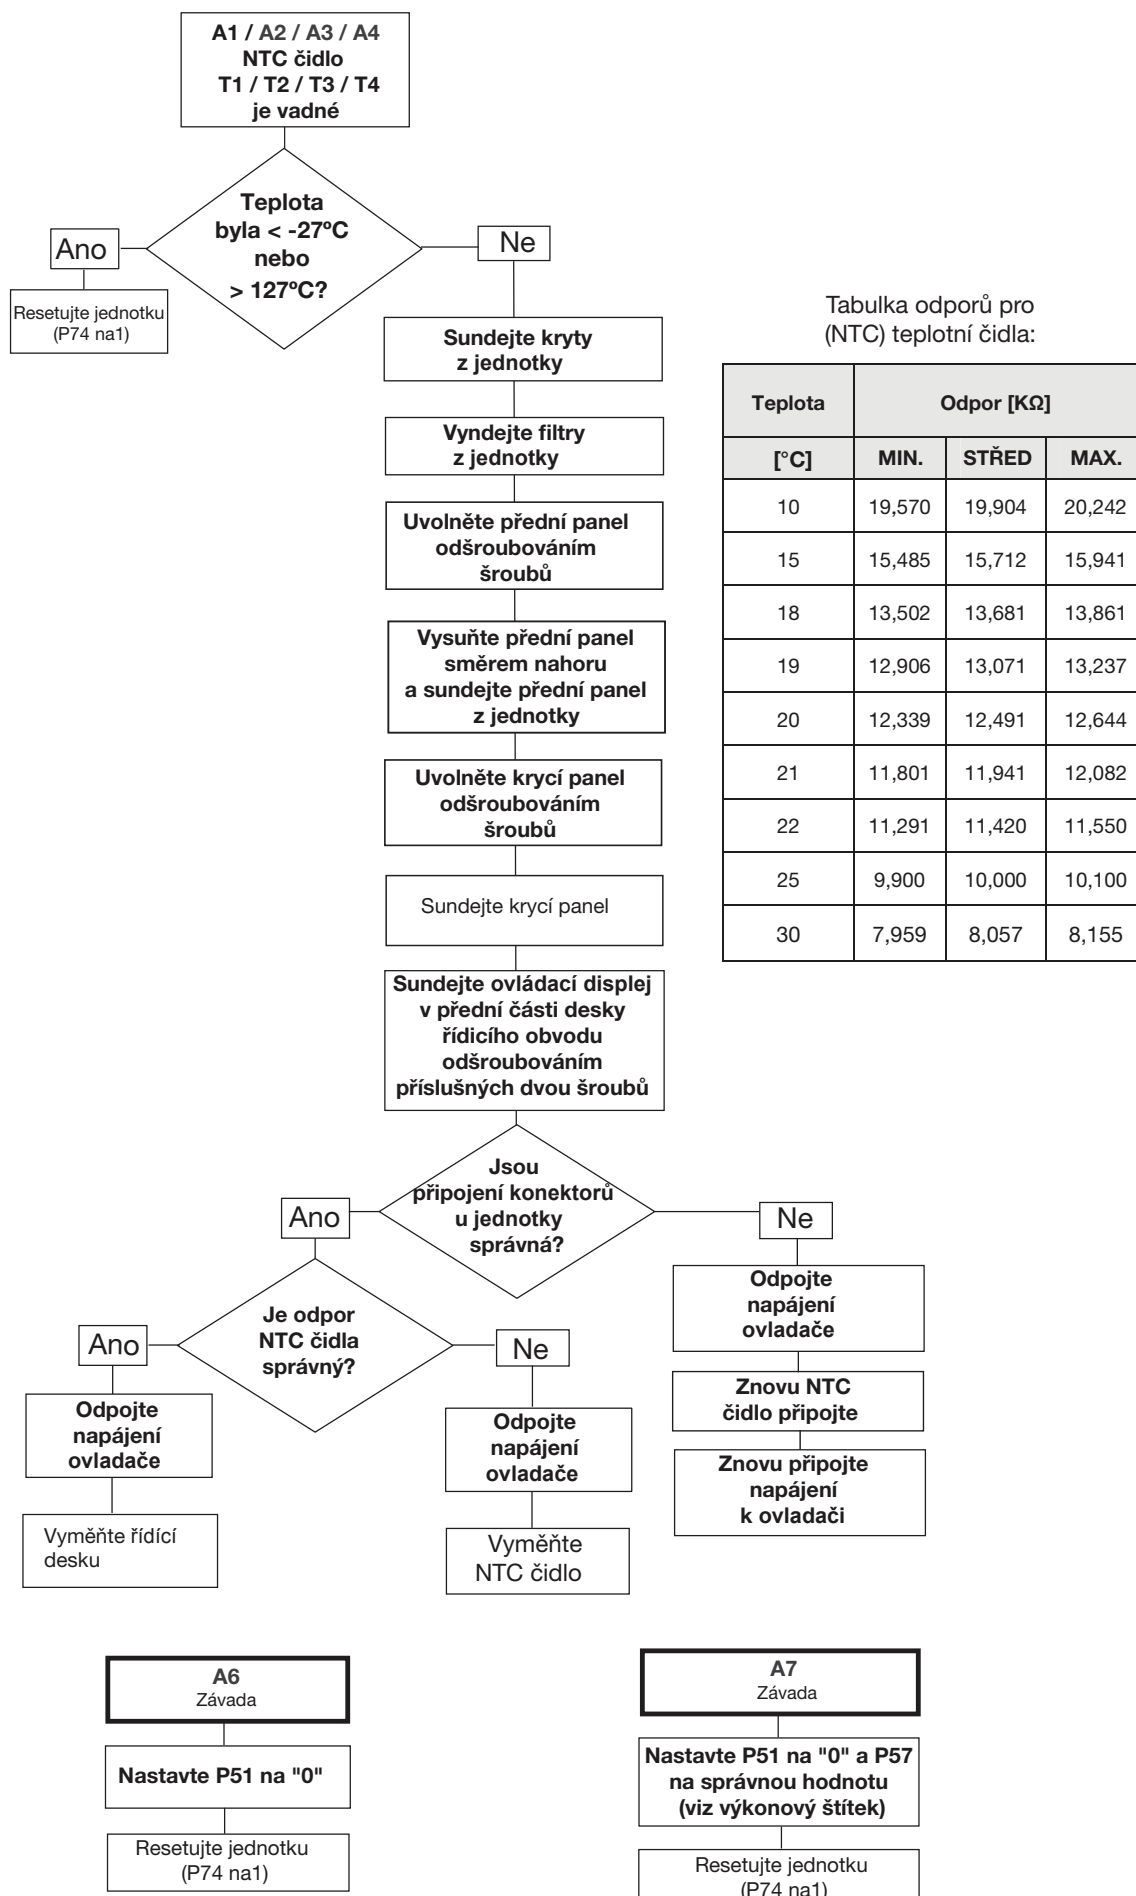 A1 / A2 / A3 / A4
NTC čidlo
T1 / T2 / T3 / T4
je vadné
Teplota
byla < -27ºC
nebo
> 127ºC?
Ano
Ne
Resetujte jednotku
(P74 na1)
Sundejte kryty
z jednotky
Vyndejte filtry
z jednotky
Uvolněte přední panel
odšroubováním
šroubů
Vysuňte přední panel
směrem nahoru
a sundejte přední panel
z jednotky
Uvolněte krycí panel
odšroubováním
šroubů
Sundejte krycí panel
Sundejte ovládací displej
v přední části desky
řídicího obvodu
odšroubováním
příslušných dvou šroubů
Tabulka odporů pro
(NTC) teplotní čidla:
Teplota Odpor [KΩ]
[°C] MIN. STŘED MAX.
10 19,570 19,904 20,242
15 15,485 15,712 15,941
18 13,502 13,681 13,861
19 12,906 13,071 13,237
20 12,339 12,491 12,644
21 11,801 11,941 12,082
22 11,291 11,420 11,550
25 9,900 10,000 10,100
30 7,959 8,057 8,155
Jsou
připojení konektorů
u jednotky
správná?
Ano
Ne
Je odpor
NTC čidla
správný?
Ano
Ne
Odpojte
napájení
ovladače
Vyměňte řídící
desku
Odpojte
napájení
ovladače
Vyměňte
NTC čidlo
Odpojte
napájení
ovladače
Znovu NTC
čidlo připojte
Znovu připojte
napájení
k ovladači
A6
Závada
Nastavte P51 na "0"
Resetujte jednotku
(P74 na1)
A7
Závada
Nastavte P51 na "0" a P57
na správnou hodnotu
(viz výkonový štítek)
Resetujte jednotku
(P74 na1)